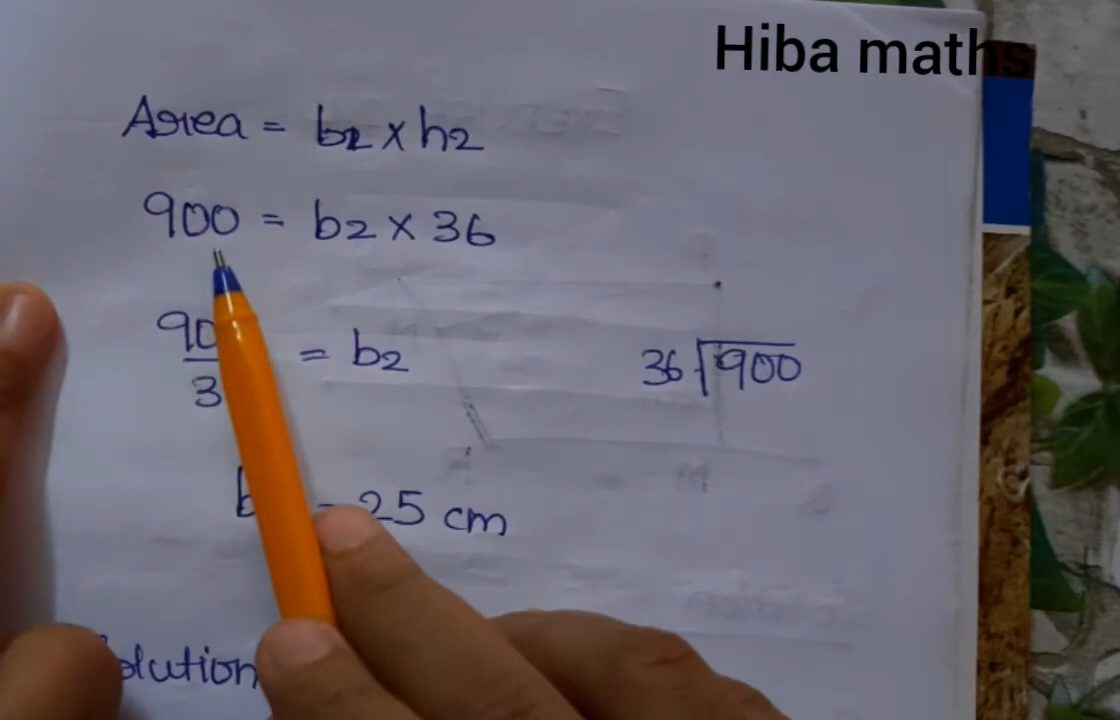 Hiba maths
Area = b2 x h2
900 = b2 x 36
= b2
36 900
25 cm